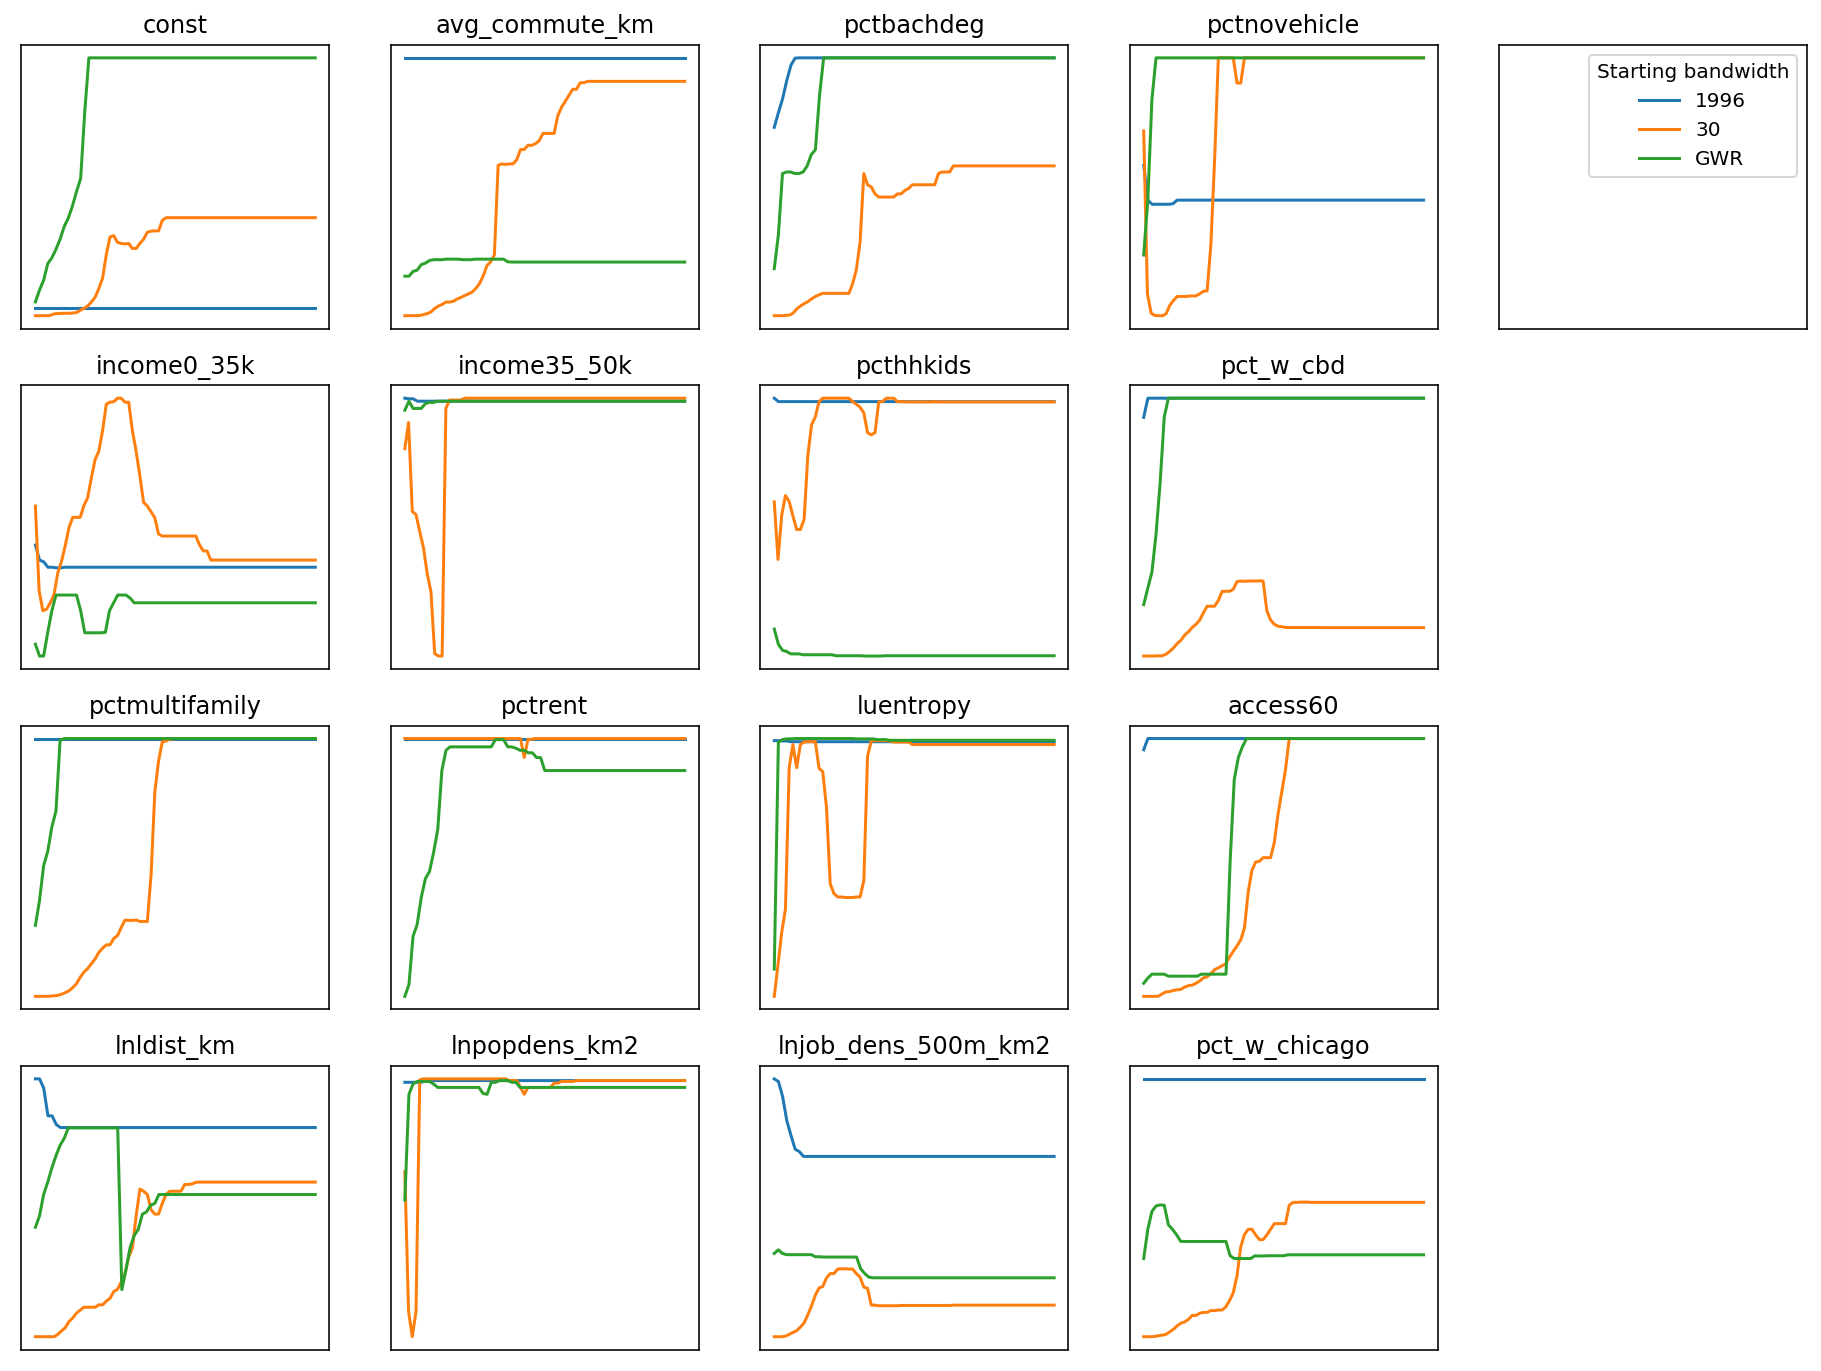 const
avg_commute_km
pctbachdeg
pctnovehicle
Starting bandwidth
1996
30
GWR
income0_35k
income35_50k
pcthhkids
pct_w_cbd
pctmultifamily
pctrent
luentropy
access60
lnldist_km
lnpopdens_km2
lnjob_dens_500m_km2
pct_w_chicago